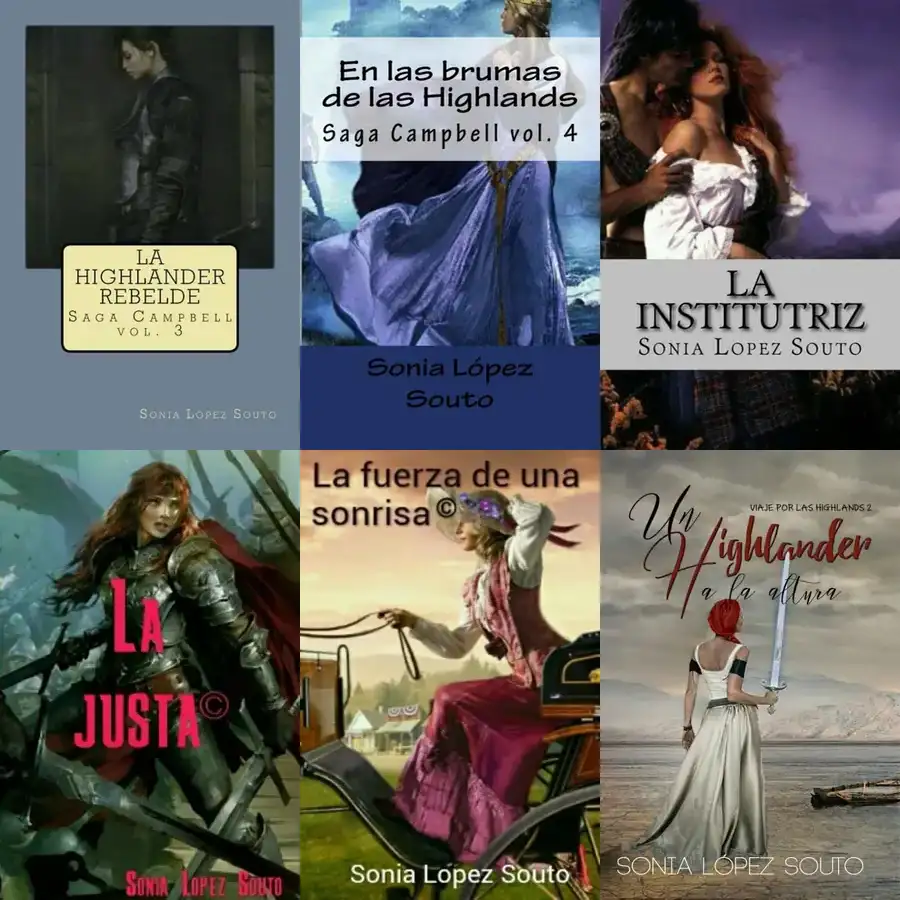 LA
HIGHLANDER
REBELDE
SAGA CAMPBELL
VOL. 3
SONIA LOPEZ SOUTO
En las brumas
de las Highlands
Saga Campbell vol. 4
Sonia López
Souto
LA
INSTITUTRIZ
SONIA LOPEZ SOUTO
LA
JUSTA©
SONIA LOPEZ SOUTO
La fuerza de una
sonrisa©
Sonia López Souto
VIAJE POR LAS HIGHLANDS 2
Un
Highlander
a la altura
SONIA LÓPEZ SOUTO